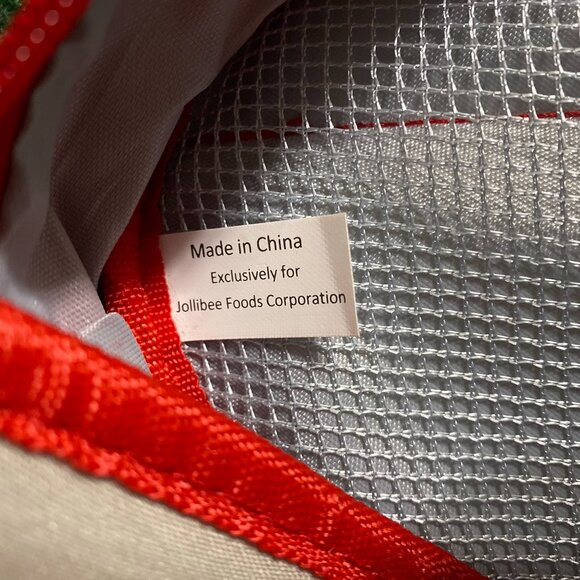 Made in China
Exclusively for
Jollibee Foods Corporation